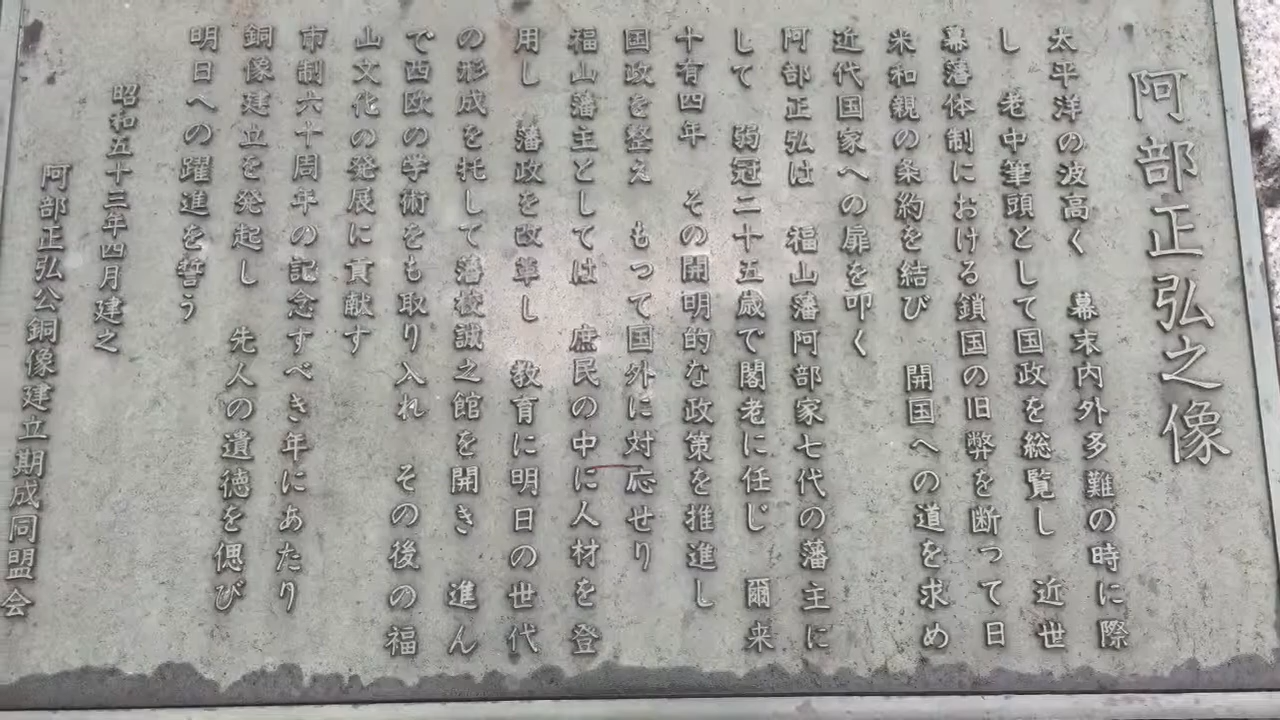 阿部正弘之像
太平洋の波高く 幕末内外多難の時に際
し 老中筆頭として国政を総覧し 近世
幕藩体制における鎖国の旧弊を断って日
米和親の条約を結び 開国への道を求め
近代国家への扉を叩く
阿部正弘は 福山藩阿部家七代の藩主に
して 弱冠二十五歳で閣老に任じ 爾来
十有四年 その開明的な政策を推進し
国政を整え もって国外に対応せり
福山藩主としては 庶民の中に人材を登
用し 藩政を改革し 教育に明日の世代
の形成を托して藩校誠之館を開き 進ん
で西欧の学術をも取り入れ その後の福
山文化の発展に貢献す
市制六十周年の記念すべき年にあたり
銅像建立を発起し 先人の遺徳を偲び
明日への躍進を誓う
昭和五十三年四月建之
阿部正弘公銅像建立期成同盟会